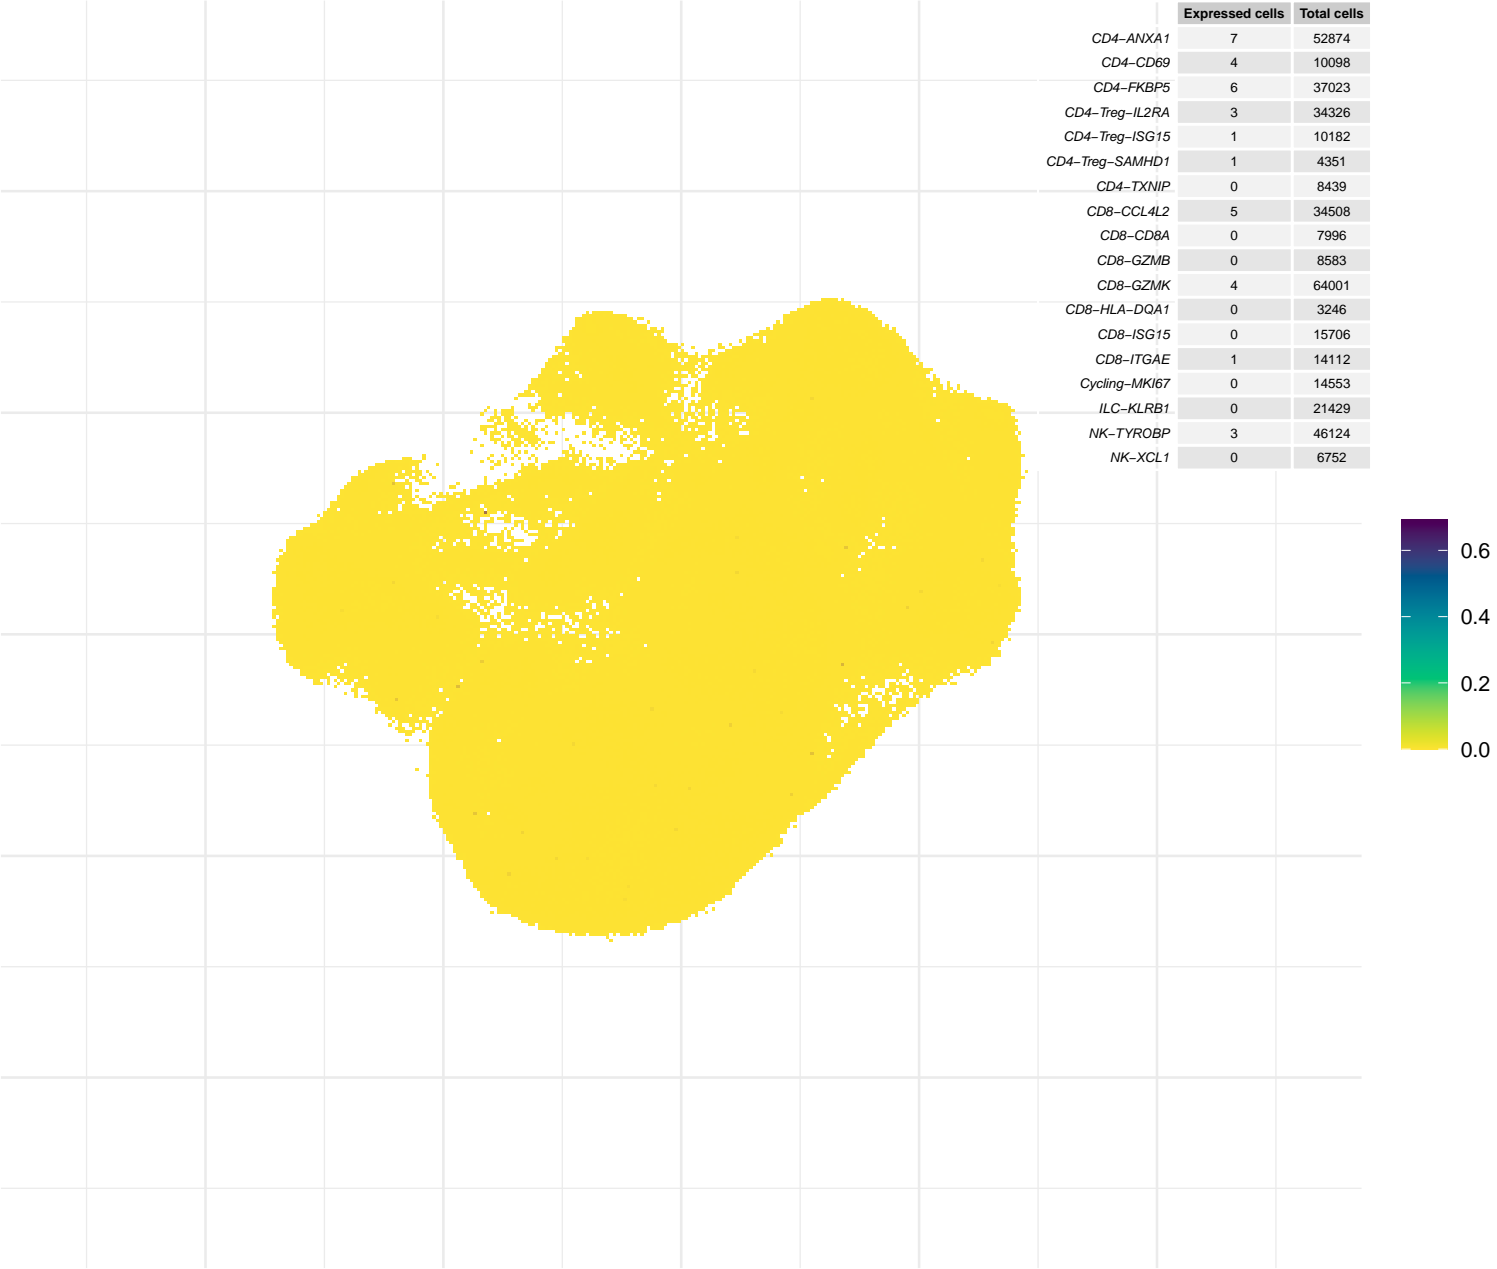 Expressed cells Total cells
CD4−ANXA1 7 52874
CD4−CD69 4 10098
CD4−FKBP5 6 37023
CD4−Treg−IL2RA 3 34326
CD4−Treg−ISG15 1 10182
CD4−Treg−SAMHD1 1 4351
CD4−TXNIP 0 8439
CD8−CCL4L2 5 34508
CD8−CD8A 0 7996
CD8−GZMB 0 8583
CD8−GZMK 4 64001
CD8−HLA−DQA1 0 3246
CD8−ISG15 0 15706
CD8−ITGAE 1 14112
Cycling−MKI67 0 14553
ILC−KLRB1 0 21429
NK−TYROBP 3 46124
NK−XCL1 0 6752
0.6
0.4
0.2
0.0